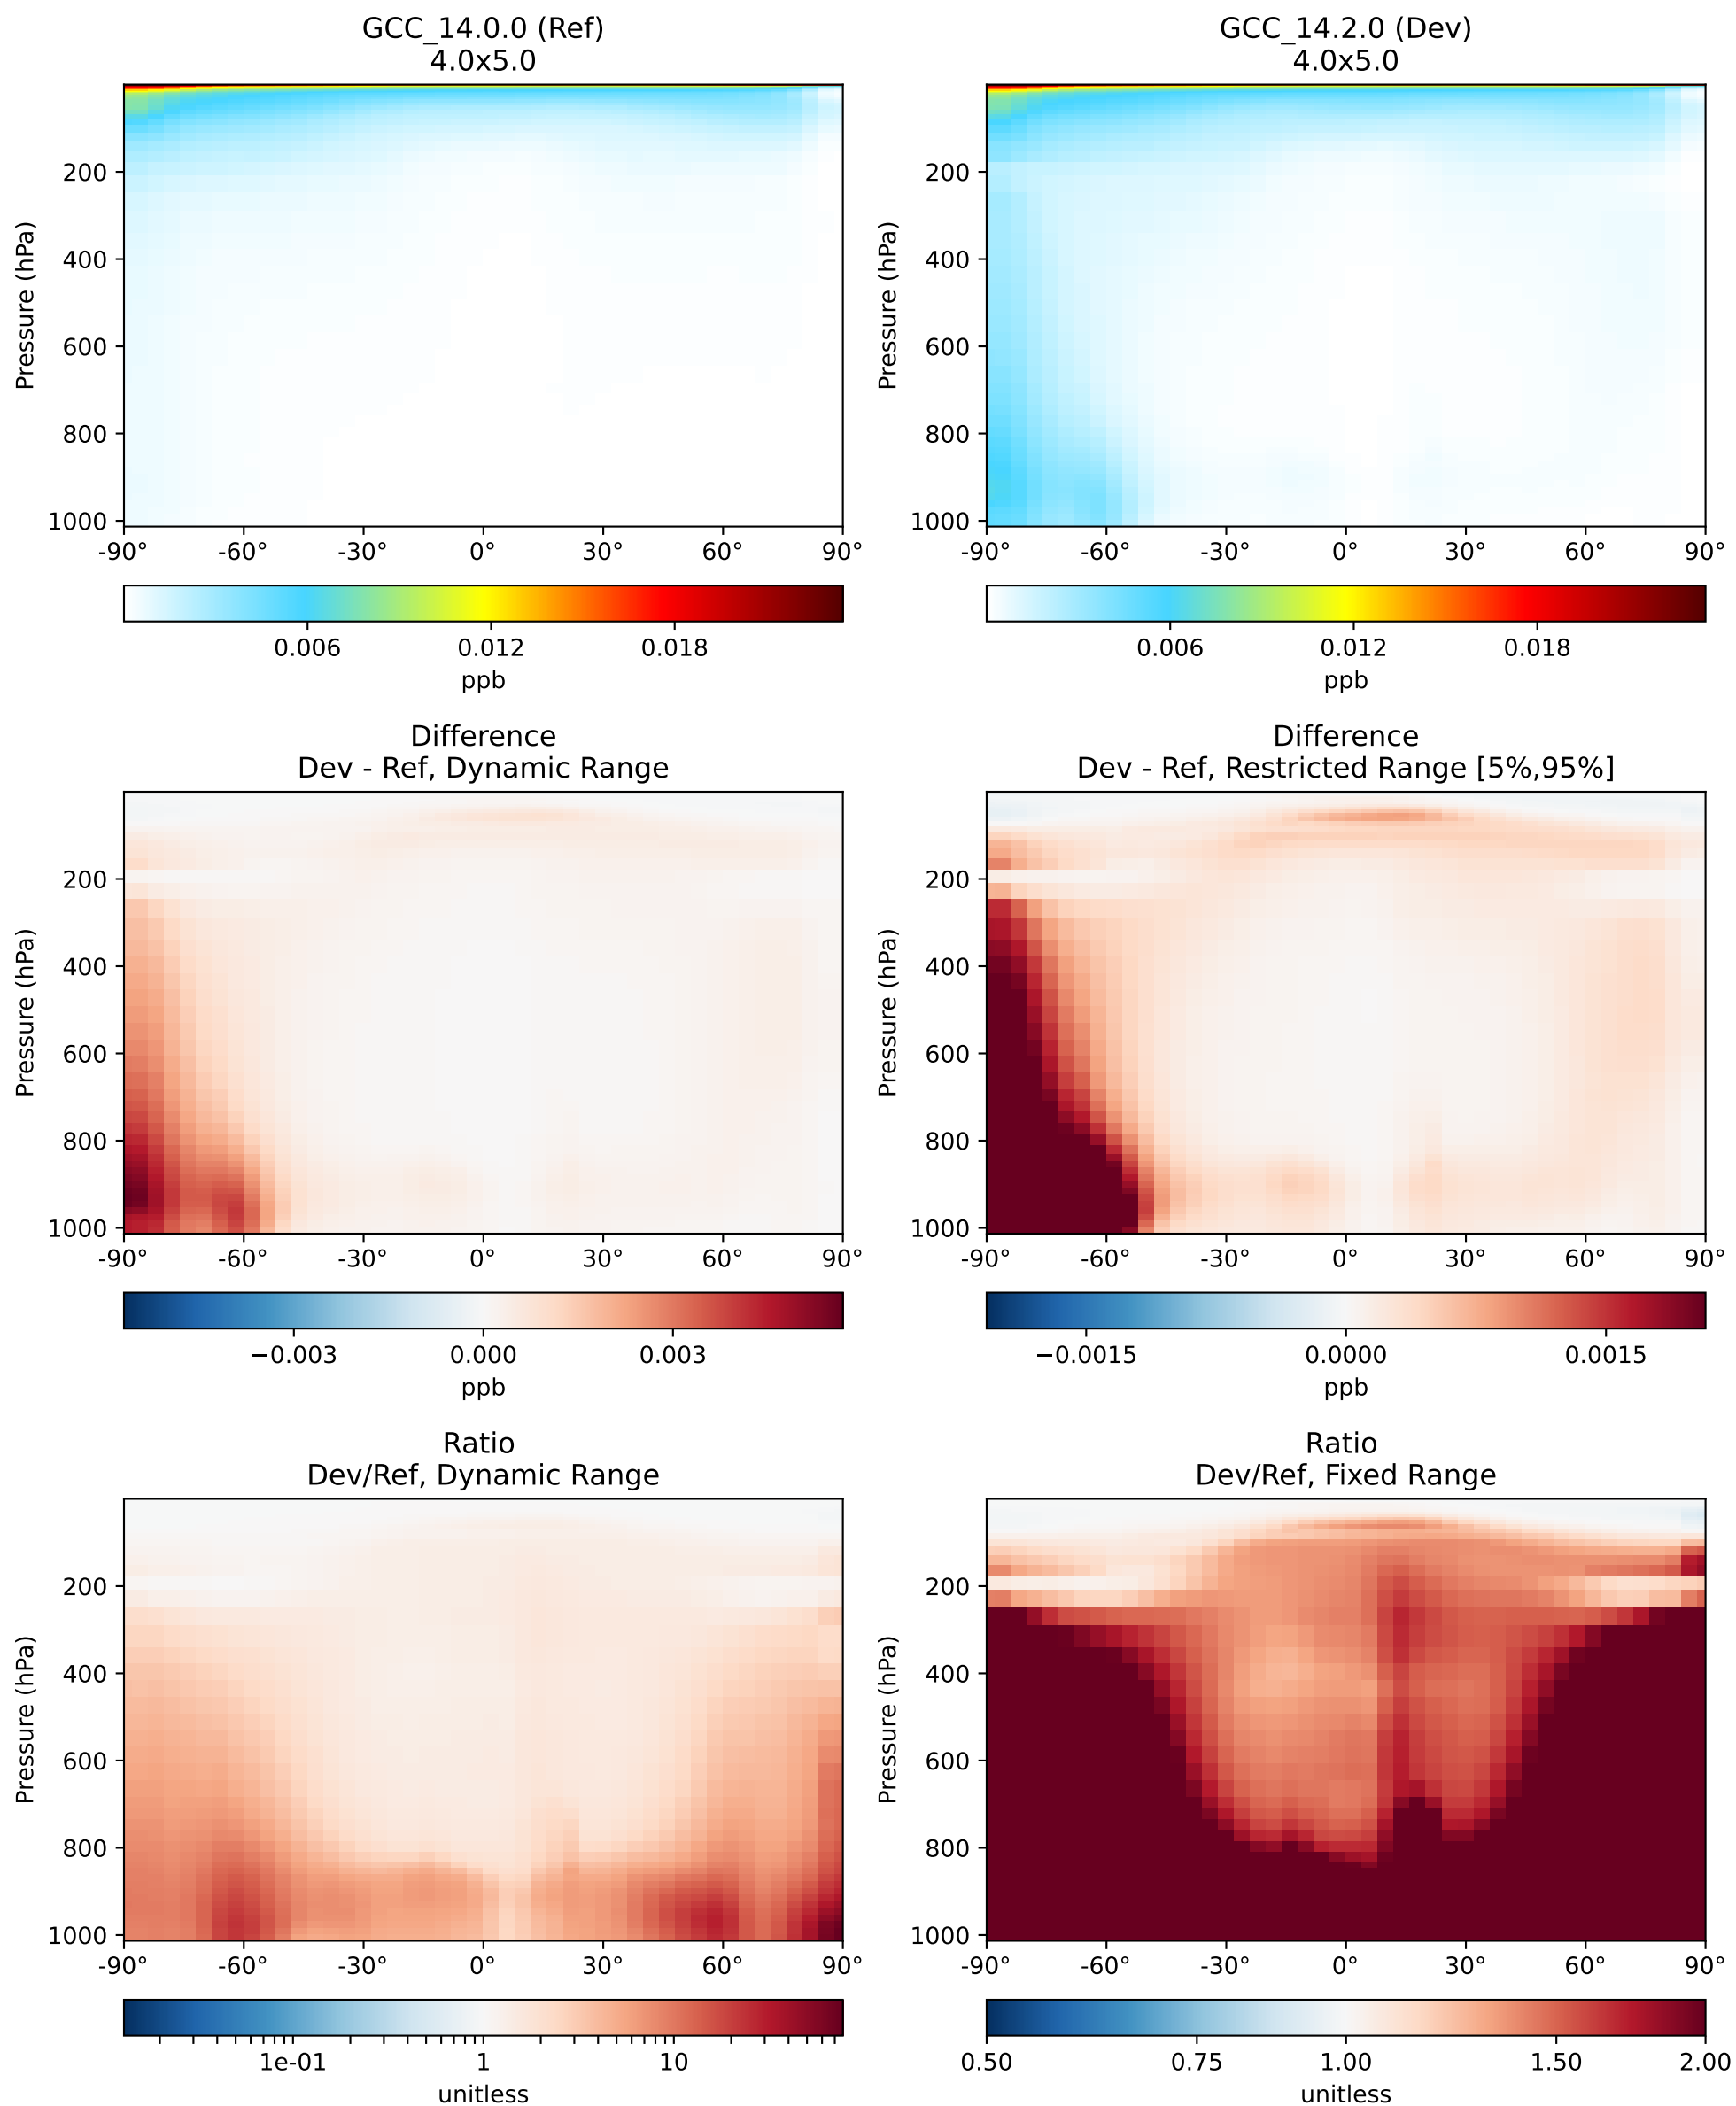 GCC_14.0.0 (Ref)
4.0x5.0
Pressure (hPa)
200
400
600
800
1000
-90° -60° -30° 0° 30° 60° 90°
0.006 0.012 0.018
ppb
GCC_14.2.0 (Dev)
4.0x5.0
Pressure (hPa)
200
400
600
800
1000
-90° -60° -30° 0° 30° 60° 90°
0.006 0.012 0.018
ppb
Difference
Dev - Ref, Dynamic Range
Pressure (hPa)
200
400
600
800
1000
-90° -60° -30° 0° 30° 60° 90°
−0.003 0.000 0.003
ppb
Difference
Dev - Ref, Restricted Range [5%,95%]
Pressure (hPa)
200
400
600
800
1000
-90° -60° -30° 0° 30° 60° 90°
−0.0015 0.0000 0.0015
ppb
Ratio
Dev/Ref, Dynamic Range
Pressure (hPa)
200
400
600
800
1000
-90° -60° -30° 0° 30° 60° 90°
1e-01 1 10
unitless
Ratio
Dev/Ref, Fixed Range
Pressure (hPa)
200
400
600
800
1000
-90° -60° -30° 0° 30° 60° 90°
0.50 0.75 1.00 1.50 2.00
unitless